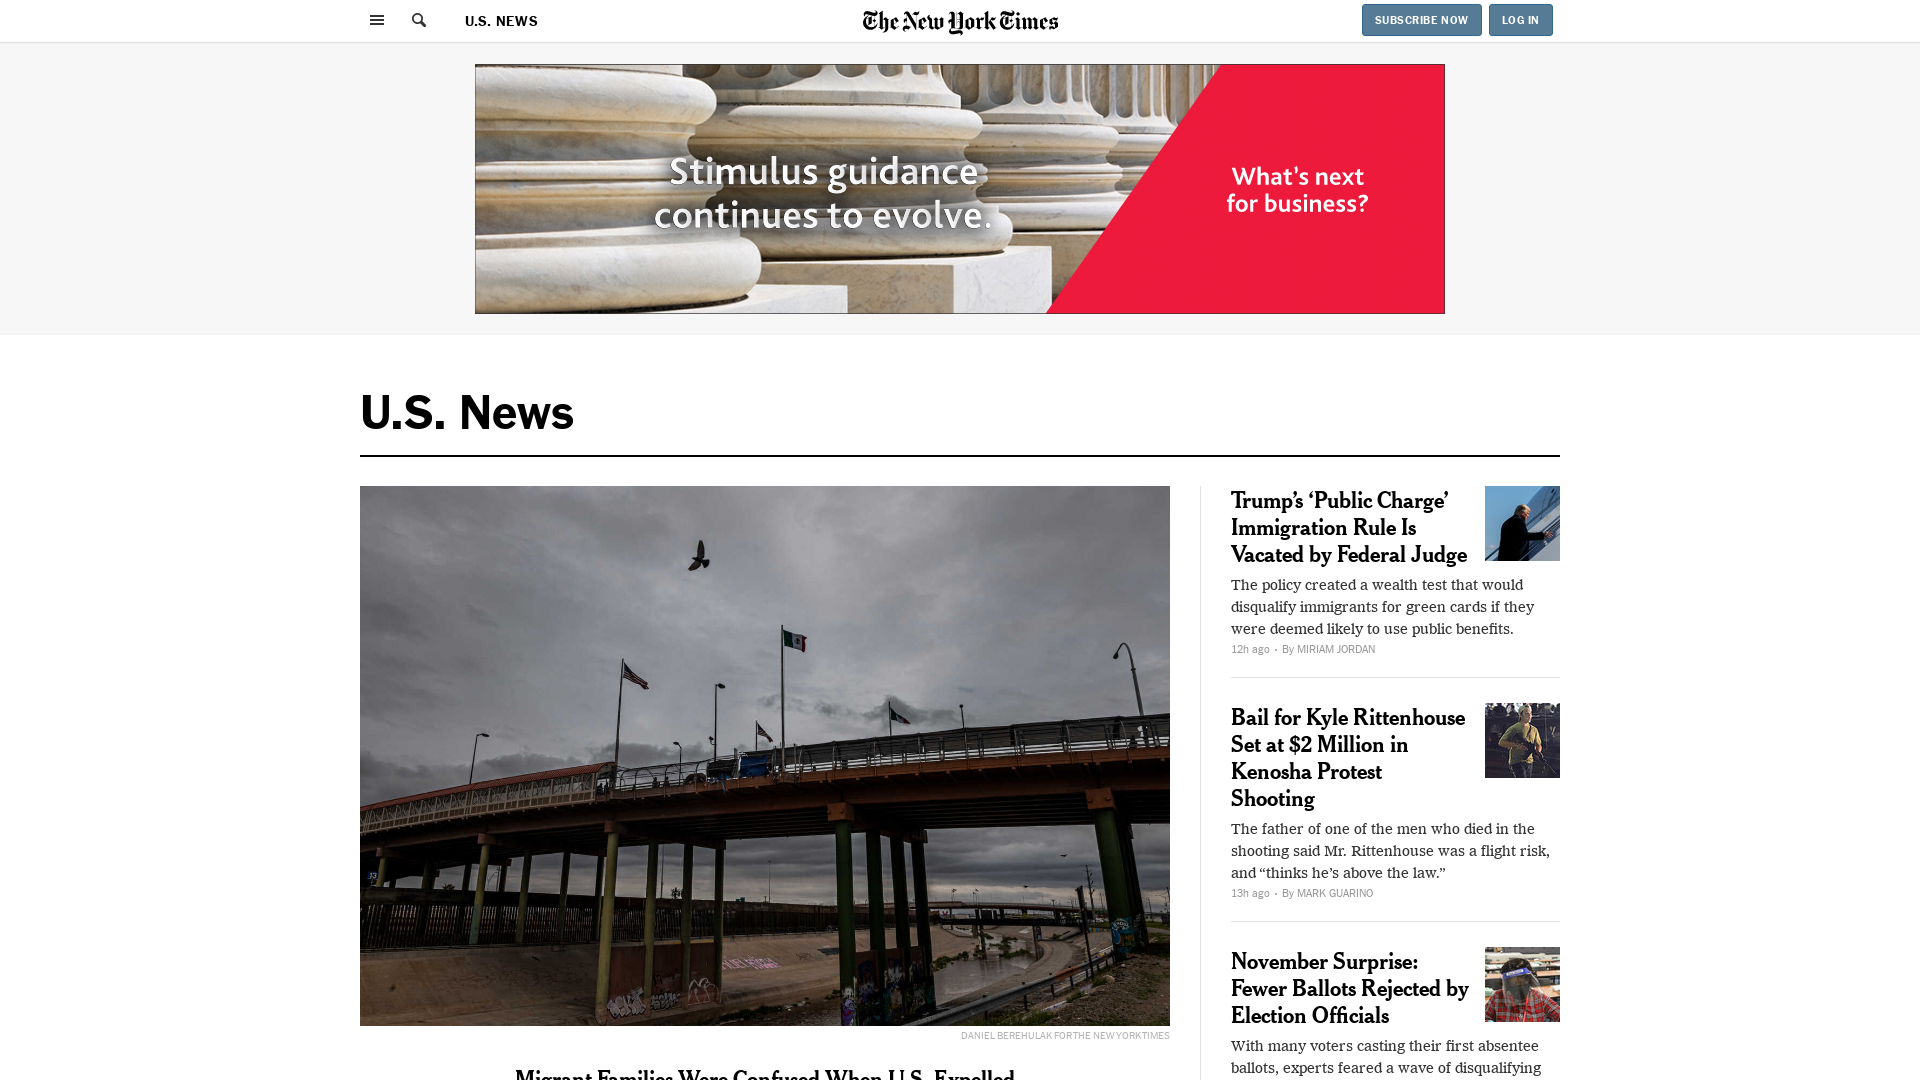 U.S. NEWS
The New York Times
SUBSCRIBE NOW
LOG IN
Stimulus guidance
continues to evolve.
What's next
for business?
U.S. News
Trump's ‘Public Charge’
Immigration Rule Is
Vacated by Federal Judge
The policy created a wealth test that would
disqualify immigrants for green cards if they
were deemed likely to use public benefits.
12h ago · By MIRIAM JORDAN
Bail for Kyle Rittenhouse
Set at $2 Million in
Kenosha Protest
Shooting
The father of one of the men who died in the
shooting said Mr. Rittenhouse was a flight risk,
and “thinks he's above the law.”
13h ago · By MARK GUARINO
November Surprise:
Fewer Ballots Rejected by
Election Officials
With many voters casting their first absentee
ballots, experts feared a wave of disqualifying
DANIEL BEREHULAK FOR THE NEW YORK TIMES
Migrant Families Were Confused When U.S. Expelled